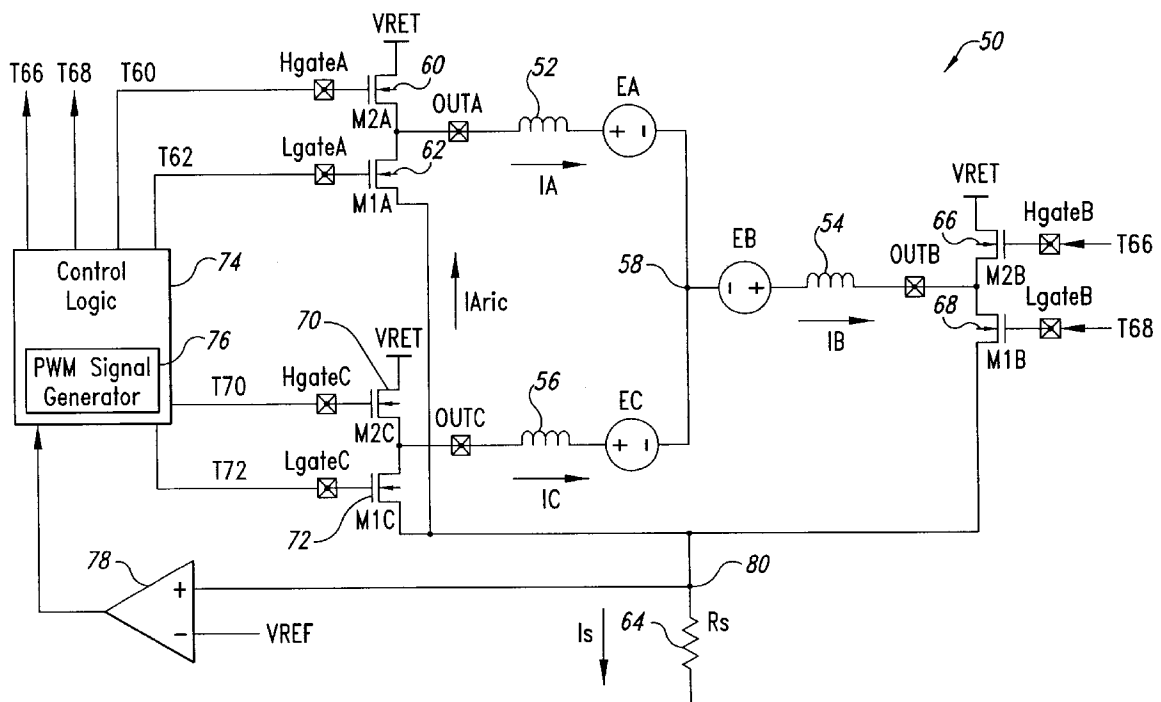 VRET
50
T66
T68
T60
HgateA
60
52
EA
M2A
OUTA
+
-
T62
LgateA
62
IA
M1A
VRET
66
HgateB
T66
Control
Logic
74
EB
54
OUTB
M2B
58
-
+
IAric
LgateB
T68
68
IB
M1B
76
70
VRET
PWM Signal
Generator
T70
HgateC
56
EC
M2C
OUTC
+
-
T72
LgateC
IC
72
M1C
78
80
+
-
VREF
Is
64
Rs